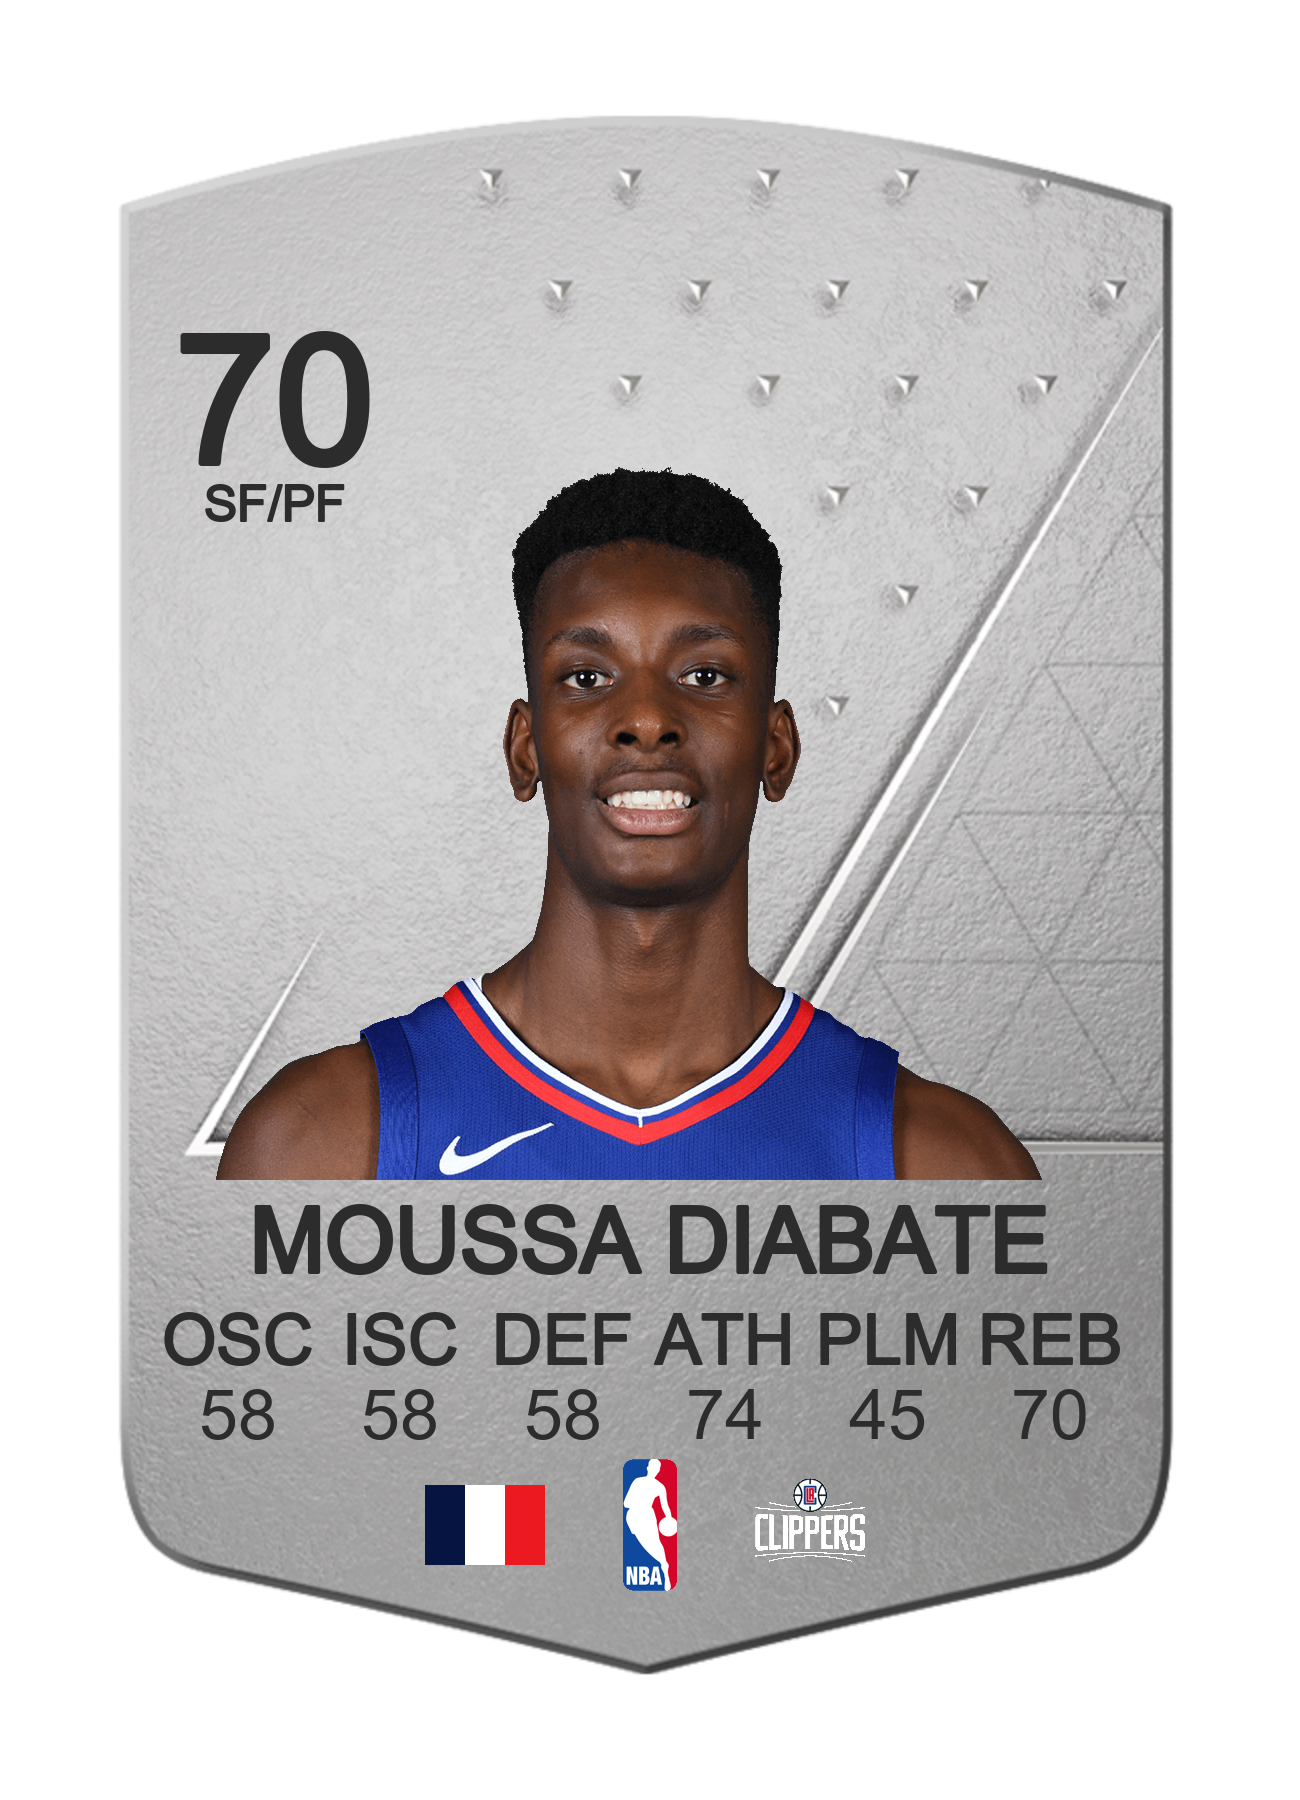 70
SF/PF
MOUSSA DIABATE
OSC ISC DEF ATH PLM REB
58 58 58 74 45 70
NBA
CLIPPERS